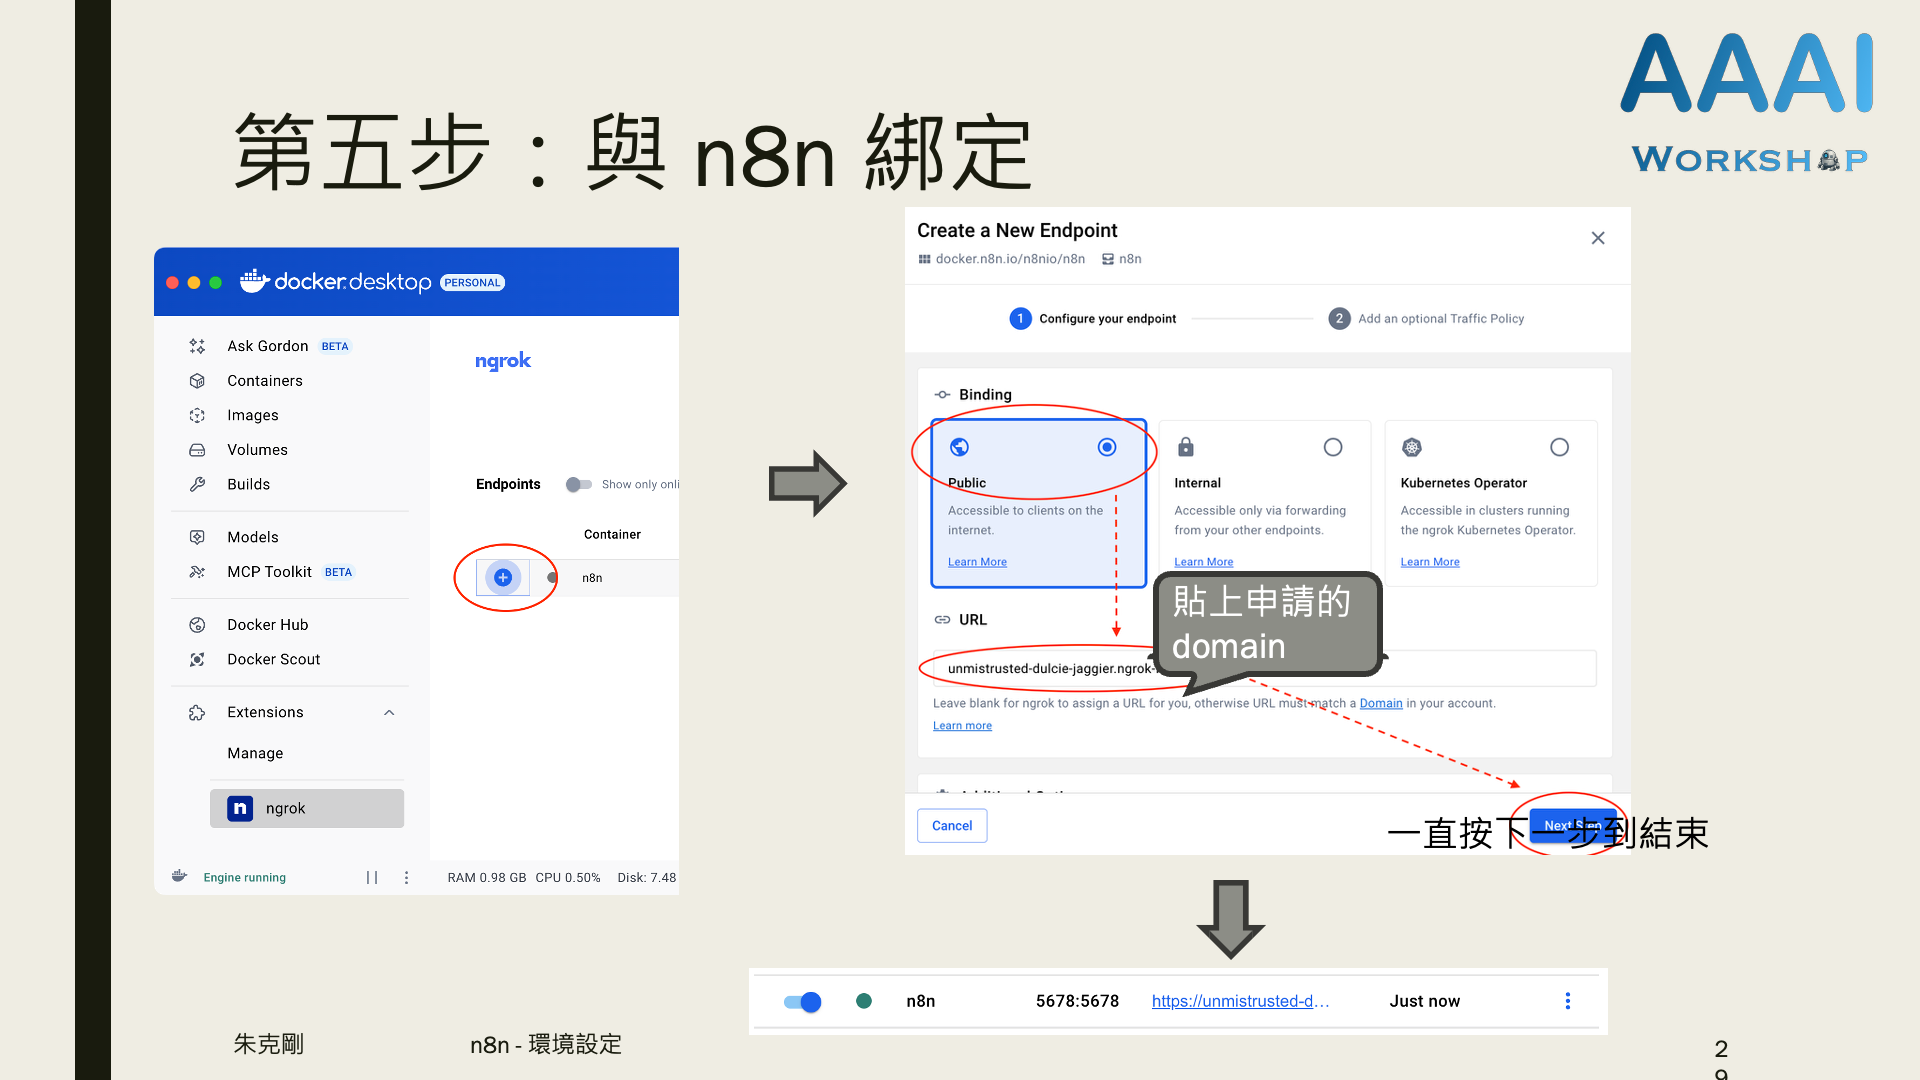 AAAI
WORKSHOP
第五步：與 n8n 綁定
docker.desktop PERSONAL
Ask Gordon BETA
Containers
Images
Volumes
Builds
Models
MCP Toolkit BETA
Docker Hub
Docker Scout
Extensions
Manage
n ngrok
Engine running
RAM 0.98 GB CPU 0.50% Disk: 7.48
ngrok
Endpoints Show only onli
Container
n8n
Create a New Endpoint
docker.n8n.io/n8nio/n8n n8n
1 Configure your endpoint
2 Add an optional Traffic Policy
Binding
Public
Accessible to clients on the
internet.
Learn More
Internal
Accessible only via forwarding
from your other endpoints.
Learn More
Kubernetes Operator
Accessible in clusters running
the ngrok Kubernetes Operator.
Learn More
貼上申請的
domain
URL
unmistrusted-dulcie-jaggier.ngrok-
Leave blank for ngrok to assign a URL for you, otherwise URL must match a Domain in your account.
Learn more
Cancel
Next Step
一直按下一步到結束
n8n 5678:5678 https://unmistrusted-d… Just now
朱克剛
n8n - 環境設定
2
9